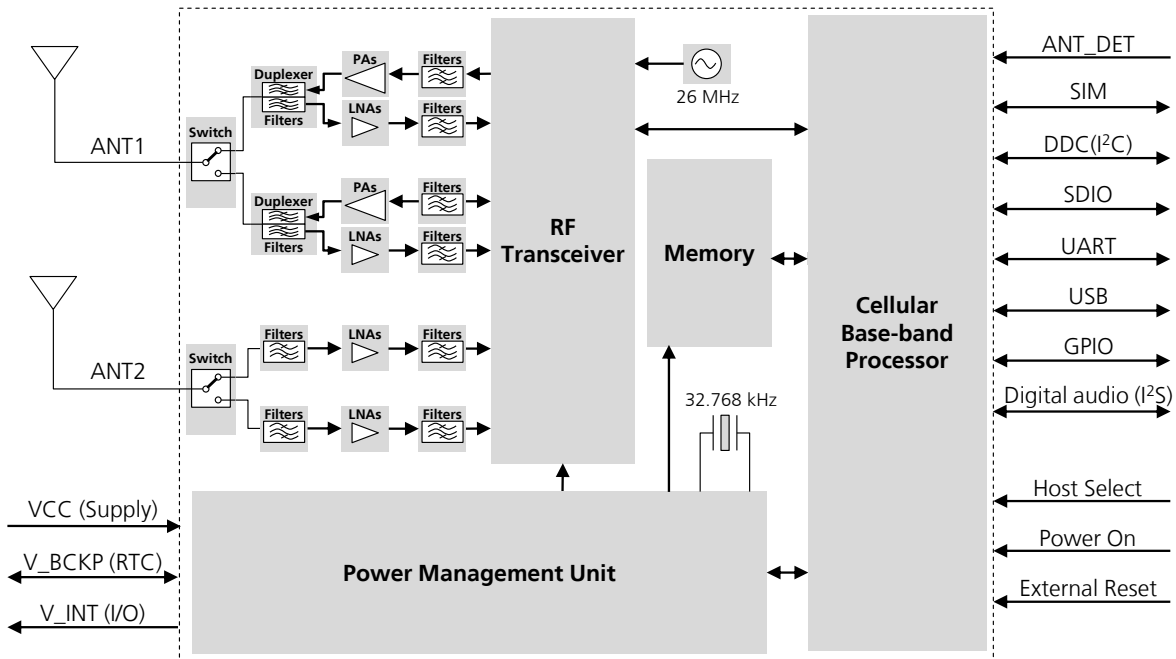 Duplexer
PAs
Filters
Filters
LNAs
Filters
26 MHz
ANT1
Switch
Duplexer
PAs
Filters
Filters
LNAs
Filters
RF
Transceiver
Memory
Cellular
Base-band
Processor
ANT2
Switch
Filters
LNAs
Filters
Filters
LNAs
Filters
32.768 kHz
VCC (Supply)
V_BCKP (RTC)
V_INT (I/O)
Power Management Unit
ANT_DET
SIM
DDC(I²C)
SDIO
UART
USB
GPIO
Digital audio (I²S)
Host Select
Power On
External Reset